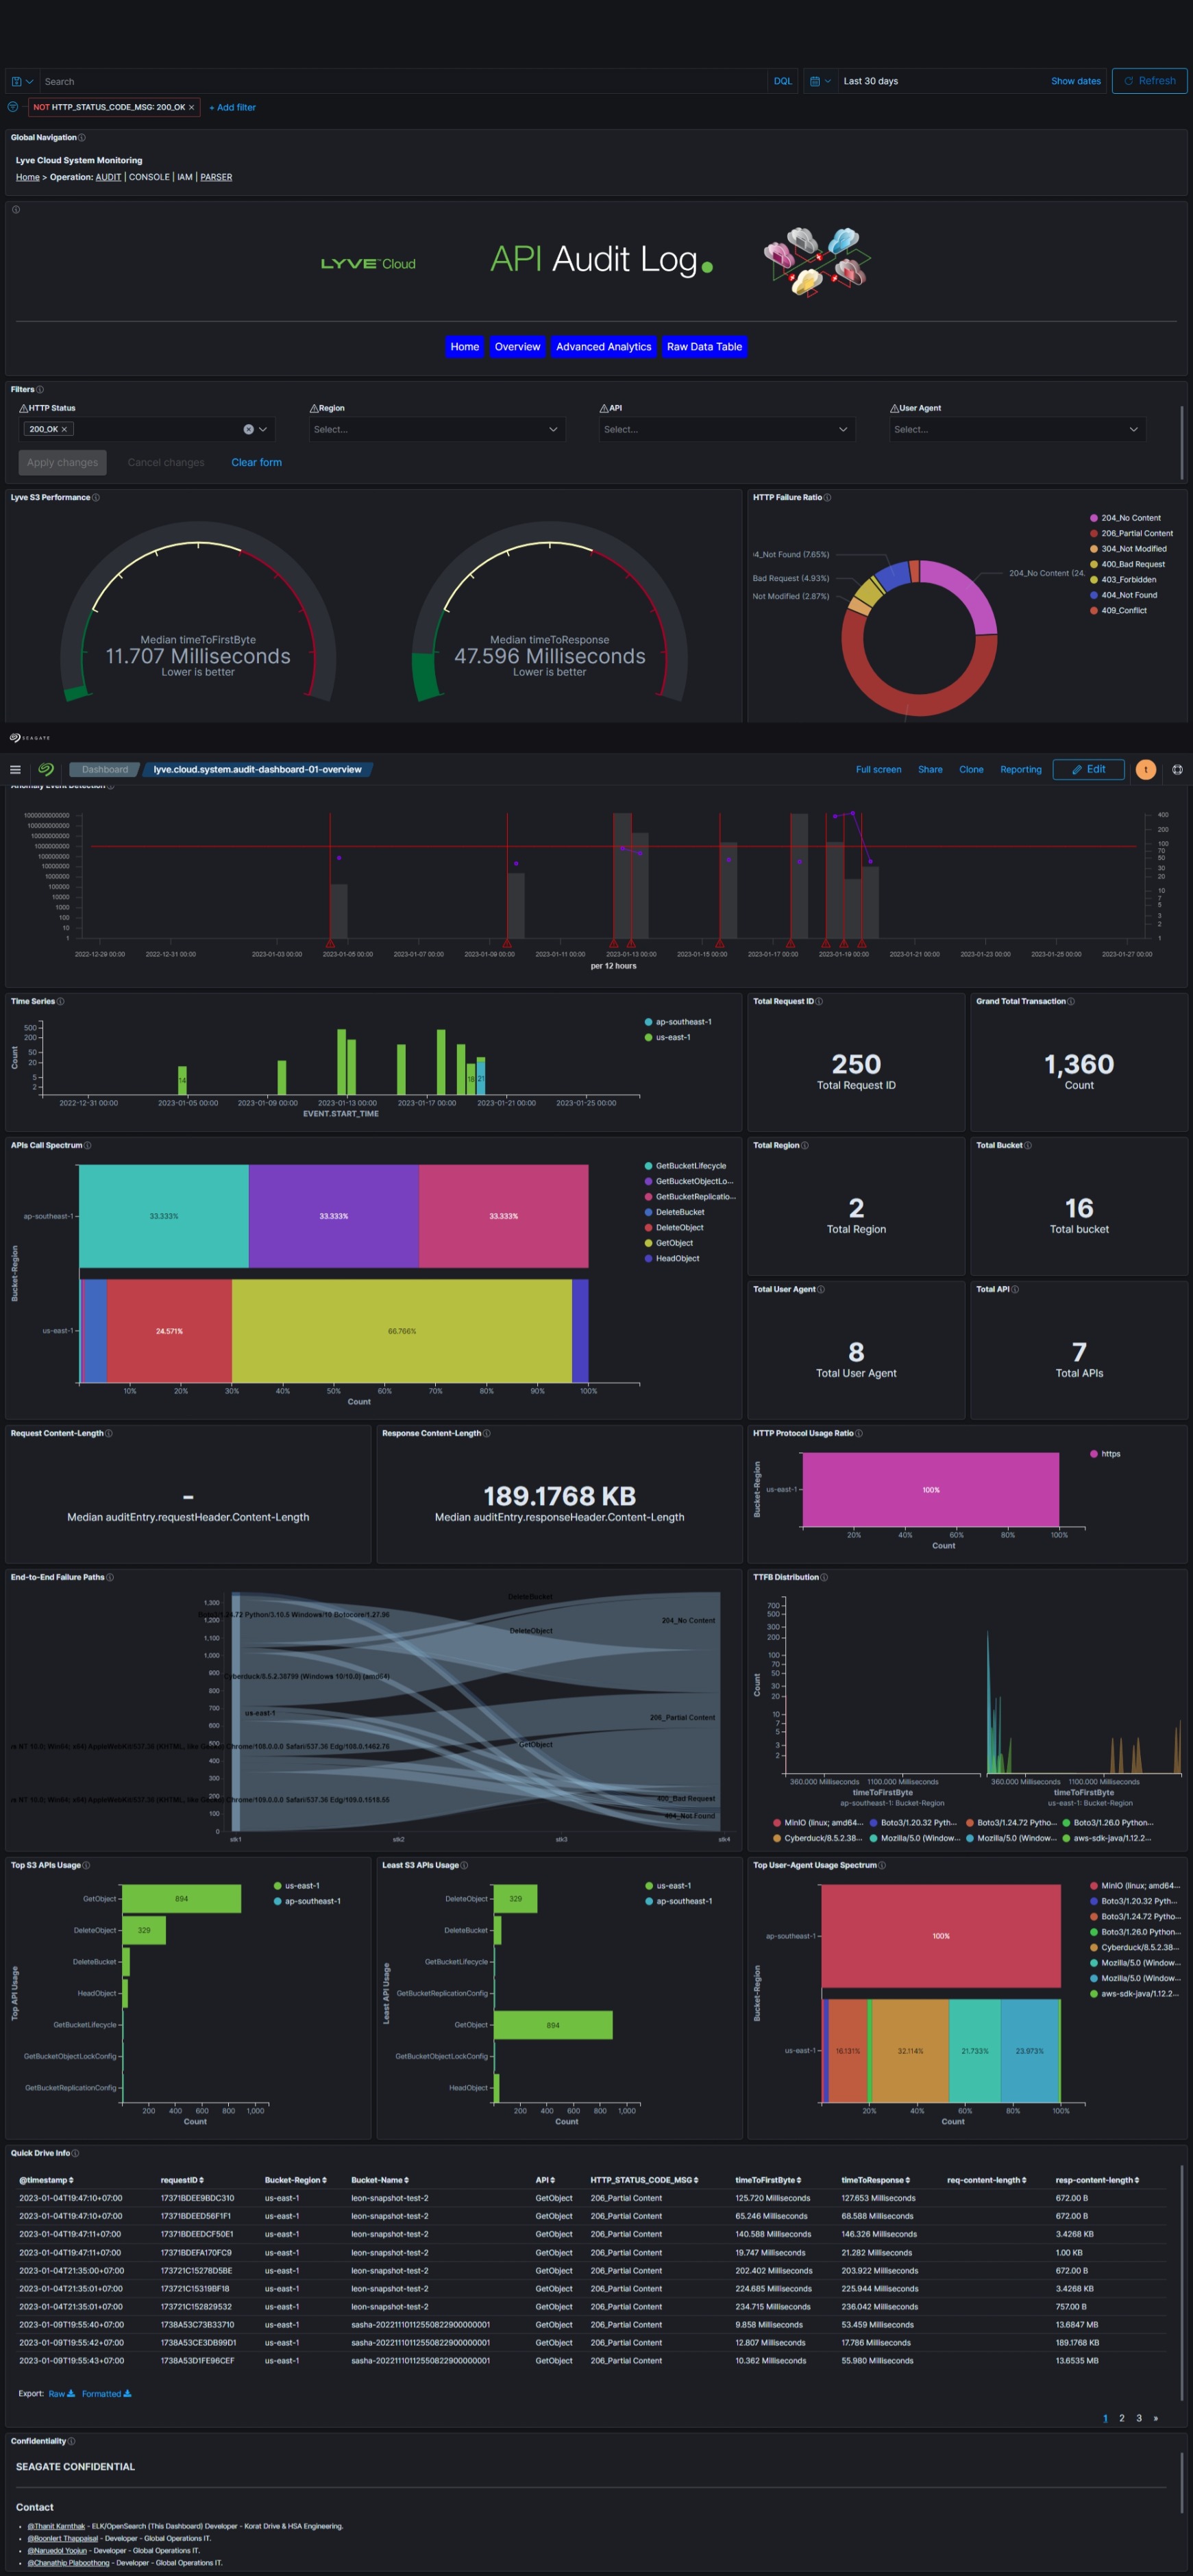 Search
DQL
Last 30 days
Show dates
Refresh
NOT HTTP_STATUS_CODE_MSG: 200_OK ×
+ Add filter
Global Navigation
Lyve Cloud System Monitoring
Home > Operation: AUDIT | CONSOLE | IAM | PARSER
LYVE Cloud
API Audit Log.
Home
Overview
Advanced Analytics
Raw Data Table
Filters
HTTP Status
Region
API
User Agent
200_OK ×
Select...
Select...
Select...
Apply changes
Cancel changes
Clear form
Lyve S3 Performance
Median timeToFirstByte
11.707 Milliseconds
Lower is better
Median timeToResponse
47.596 Milliseconds
Lower is better
HTTP Failure Ratio
4_Not Found (7.65%)
Bad Request (4.93%)
Not Modified (2.87%)
204_No Content (24.
204_No Content
206_Partial Content
304_Not Modified
400_Bad Request
403_Forbidden
404_Not Found
409_Conflict
SEAGATE
Dashboard
lyve.cloud.system.audit-dashboard-01-overview
Full screen
Share
Clone
Reporting
Edit
t
Anomaly Event Detection
100000000000
10000000000
1000000000
100000000
10000000
1000000
100000
10000
1000
100
10
1
400
200
100
70
50
30
20
10
7
5
3
2
1
2022-12-29 00:00
2022-12-31 00:00
2023-01-03 00:00
2023-01-05 00:00
2023-01-07 00:00
2023-01-09 00:00
2023-01-11 00:00
2023-01-13 00:00
2023-01-15 00:00
2023-01-17 00:00
2023-01-19 00:00
2023-01-21 00:00
2023-01-23 00:00
2023-01-25 00:00
2023-01-27 00:00
per 12 hours
Time Series
Count
500
200
50
20
5
2
14
18
21
2022-12-31 00:00
2023-01-05 00:00
2023-01-09 00:00
2023-01-13 00:00
2023-01-17 00:00
2023-01-21 00:00
2023-01-25 00:00
EVENT.START_TIME
ap-southeast-1
us-east-1
Total Request ID
250
Total Request ID
Grand Total Transaction
1,360
Count
APIs Call Spectrum
Bucket-Region
ap-southeast-1
33.333%
33.333%
33.333%
us-east-1
24.571%
66.766%
10%
20%
30%
40%
50%
60%
70%
80%
90%
100%
Count
GetBucketLifecycle
GetBucketObjectLo...
GetBucketReplicatio...
DeleteBucket
DeleteObject
GetObject
HeadObject
Total Region
2
Total Region
Total Bucket
16
Total bucket
Total User Agent
8
Total User Agent
Total API
7
Total APIs
Request Content-Length
–
Median auditEntry.requestHeader.Content-Length
Response Content-Length
189.1768 KB
Median auditEntry.responseHeader.Content-Length
HTTP Protocol Usage Ratio
Bucket-Region
us-east-1
100%
20%
40%
60%
80%
100%
Count
https
End-to-End Failure Paths
1,300
1,200
1,100
1,000
900
800
700
600
500
400
300
200
100
0
Boto3/1.24.72 Python/3.10.5 Windows/10 Botocore/1.27.96
Cyberduck/8.5.2.38799 (Windows 10/10.0) (amd64)
us-east-1
DeleteBucket
DeleteObject
GetObject
204_No Content
206_Partial Content
400_Bad Request
404_Not Found
stk1
stk2
stk3
stk4
TTFB Distribution
Count
700
500
300
200
100
70
50
30
20
10
7
5
3
2
360.000 Milliseconds
1100.000 Milliseconds
360.000 Milliseconds
1100.000 Milliseconds
timeToFirstByte
timeToFirstByte
ap-southeast-1: Bucket-Region
us-east-1: Bucket-Region
MinIO (linux; amd64...
Boto3/1.20.32 Pyth...
Boto3/1.24.72 Pytho...
Boto3/1.26.0 Python...
Cyberduck/8.5.2.38...
Mozilla/5.0 (Window...
Mozilla/5.0 (Window...
aws-sdk-java/1.12.2...
Top S3 APIs Usage
Top API Usage
GetObject
894
DeleteObject
329
DeleteBucket
HeadObject
GetBucketLifecycle
GetBucketObjectLockConfig
GetBucketReplicationConfig
200
400
600
800
1,000
Count
us-east-1
ap-southeast-1
Least S3 APIs Usage
Least API Usage
DeleteObject
329
DeleteBucket
GetBucketLifecycle
GetBucketReplicationConfig
GetObject
894
GetBucketObjectLockConfig
HeadObject
200
400
600
800
1,000
Count
us-east-1
ap-southeast-1
Top User-Agent Usage Spectrum
Bucket-Region
ap-southeast-1
100%
us-east-1
16.131%
32.114%
21.733%
23.973%
20%
40%
60%
80%
100%
Count
MinIO (linux; amd64...
Boto3/1.20.32 Pyth...
Boto3/1.24.72 Pytho...
Boto3/1.26.0 Python...
Cyberduck/8.5.2.38...
Mozilla/5.0 (Window...
Mozilla/5.0 (Window...
aws-sdk-java/1.12.2...
Quick Drive Info
@timestamp requestID Bucket-Region Bucket-Name API HTTP_STATUS_CODE_MSG timeToFirstByte timeToResponse req-content-length resp-content-length
2023-01-04T19:47:10+07:00 17371BDEE9BDC310 us-east-1 leon-snapshot-test-2 GetObject 206_Partial Content 125.720 Milliseconds 127.653 Milliseconds 672.00 B
2023-01-04T19:47:10+07:00 17371BDEED56F1F1 us-east-1 leon-snapshot-test-2 GetObject 206_Partial Content 65.246 Milliseconds 68.588 Milliseconds 672.00 B
2023-01-04T19:47:11+07:00 17371BDEEDCF50E1 us-east-1 leon-snapshot-test-2 GetObject 206_Partial Content 140.588 Milliseconds 146.326 Milliseconds 3.4268 KB
2023-01-04T19:47:11+07:00 17371BDEFA170FC9 us-east-1 leon-snapshot-test-2 GetObject 206_Partial Content 19.747 Milliseconds 21.282 Milliseconds 1.00 KB
2023-01-04T21:35:00+07:00 173721C15278D5BE us-east-1 leon-snapshot-test-2 GetObject 206_Partial Content 202.402 Milliseconds 203.922 Milliseconds 672.00 B
2023-01-04T21:35:01+07:00 173721C15319BF18 us-east-1 leon-snapshot-test-2 GetObject 206_Partial Content 224.685 Milliseconds 225.944 Milliseconds 3.4268 KB
2023-01-04T21:35:01+07:00 173721C152829532 us-east-1 leon-snapshot-test-2 GetObject 206_Partial Content 234.715 Milliseconds 236.042 Milliseconds 757.00 B
2023-01-09T19:55:40+07:00 1738A53C73B33710 us-east-1 sasha-20221110112550822900000001 GetObject 206_Partial Content 9.858 Milliseconds 53.459 Milliseconds 13.6847 MB
2023-01-09T19:55:42+07:00 1738A53CE3DB99D1 us-east-1 sasha-20221110112550822900000001 GetObject 206_Partial Content 12.807 Milliseconds 17.786 Milliseconds 189.1768 KB
2023-01-09T19:55:43+07:00 1738A53D1FE96CEF us-east-1 sasha-20221110112550822900000001 GetObject 206_Partial Content 10.362 Milliseconds 55.980 Milliseconds 13.6535 MB
Export: Raw Formatted
1 2 3 »
Confidentiality
SEAGATE CONFIDENTIAL
Contact
@Thanit Karnthak - ELK/OpenSearch (This Dashboard) Developer - Korat Drive & HSA Engineering.
@Boonlert Thappaisal - Developer - Global Operations IT.
@Naruedol Yoojun - Developer - Global Operations IT.
@Chanathip Plaboothong - Developer - Global Operations IT.